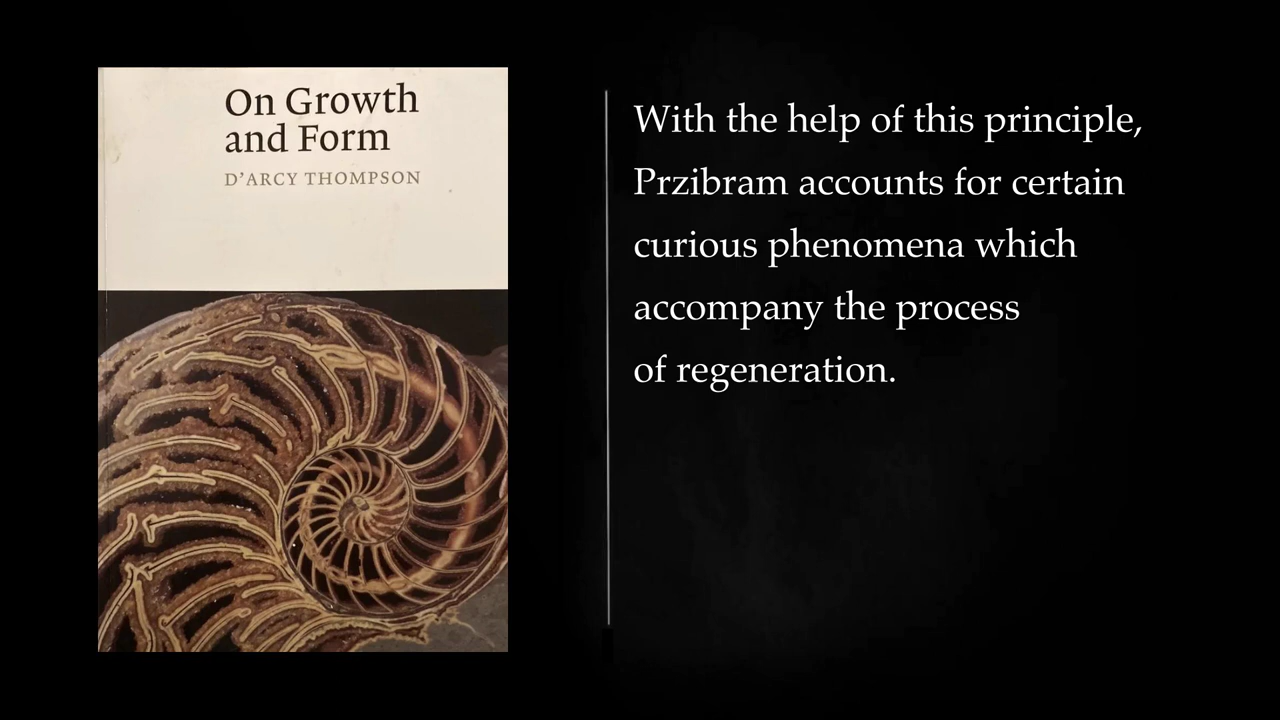 On Growth
and Form
D'ARCY THOMPSON
With the help of this principle,
Przibram accounts for certain
curious phenomena which
accompany the process
of regeneration.